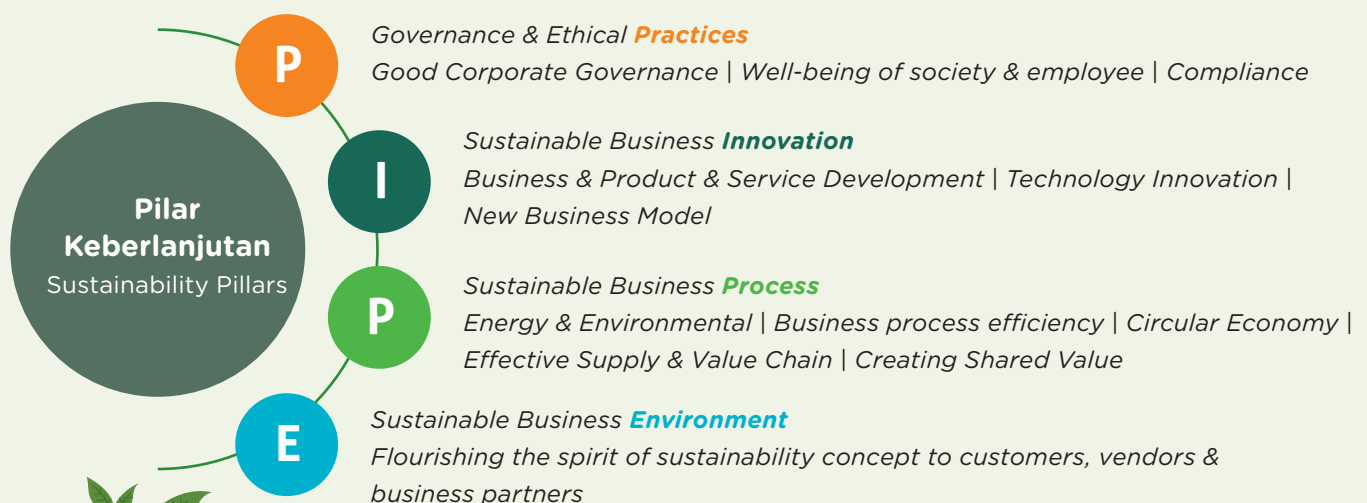 Pilar
Keberlanjutan
Sustainability Pillars
P
Governance & Ethical Practices
Good Corporate Governance | Well-being of society & employee | Compliance
I
Sustainable Business Innovation
Business & Product & Service Development | Technology Innovation |
New Business Model
P
Sustainable Business Process
Energy & Environmental | Business process efficiency | Circular Economy |
Effective Supply & Value Chain | Creating Shared Value
E
Sustainable Business Environment
Flourishing the spirit of sustainability concept to customers, vendors &
business partners